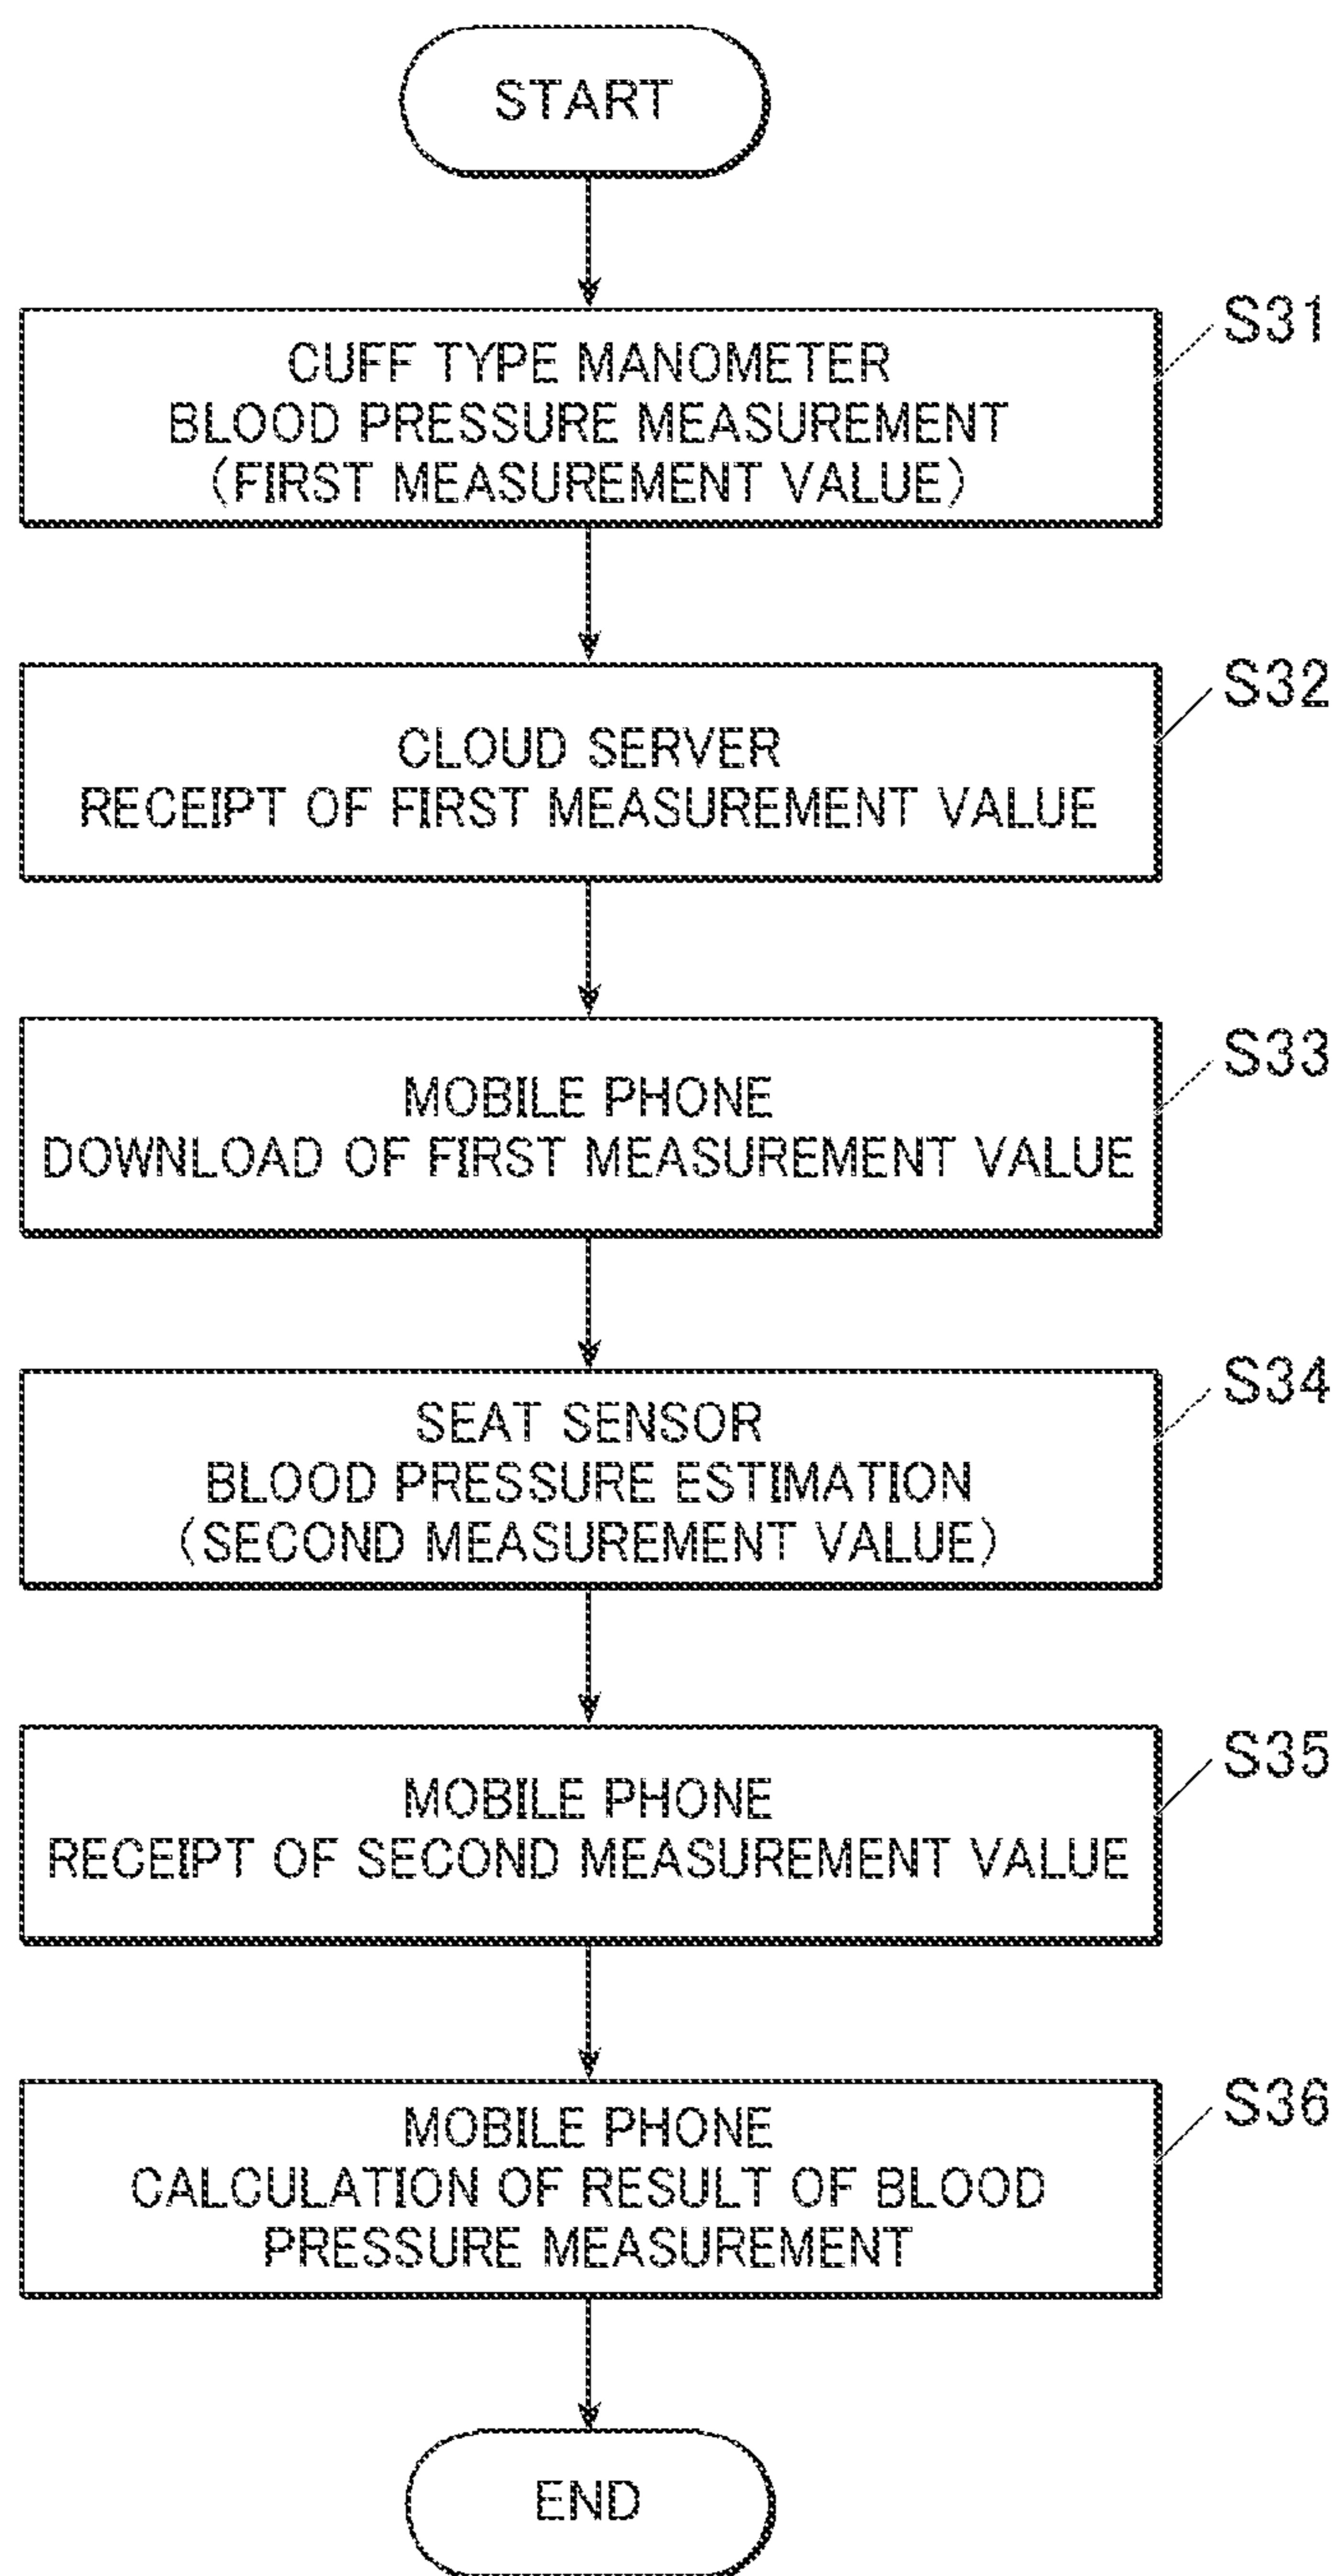 START
S31
CUFF TYPE MANOMETER
BLOOD PRESSURE MEASUREMENT
(FIRST MEASUREMENT VALUE)
S32
CLOUD SERVER
RECEIPT OF FIRST MEASUREMENT VALUE
S33
MOBILE PHONE
DOWNLOAD OF FIRST MEASUREMENT VALUE
S34
SEAT SENSOR
BLOOD PRESSURE ESTIMATION
(SECOND MEASUREMENT VALUE)
S35
MOBILE PHONE
RECEIPT OF SECOND MEASUREMENT VALUE
S36
MOBILE PHONE
CALCULATION OF RESULT OF BLOOD
PRESSURE MEASUREMENT
END